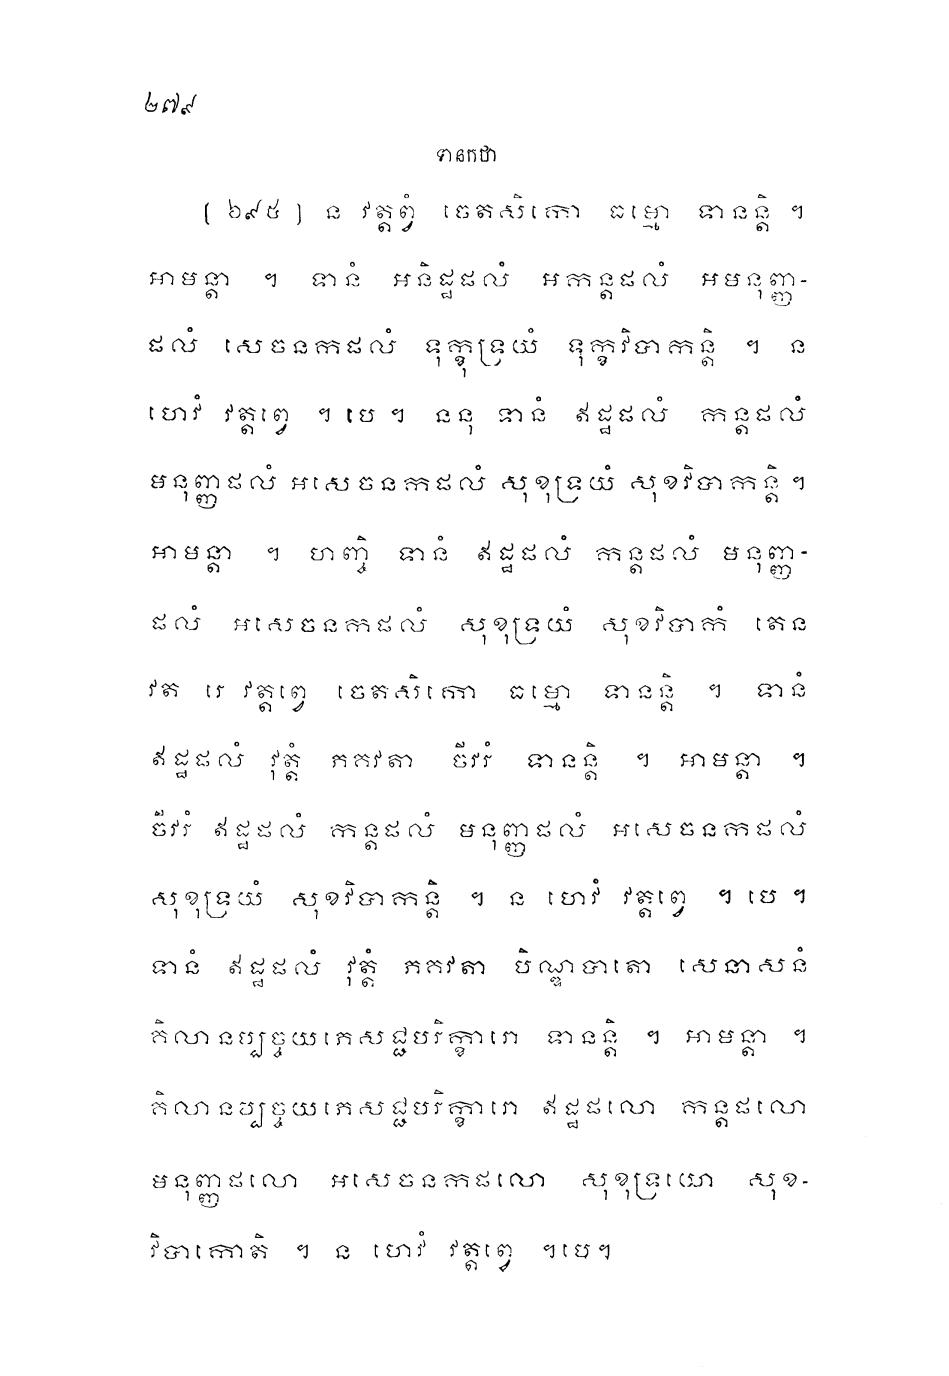 ២៧៩
ទានកថា
( ៦៩៥ ) ន វត្តព្វំ ចេតសិកោ ធម្មោ ទានន្តិ ។
អាមន្តា ។ ទានំ អនិដ្ឋផលំ អកន្តផលំ អមនុញ្ញ-
ផលំ សេចនកផលំ ទុក្ខុទ្រយំ ទុក្ខវិបាកន្តិ ។ ន
ហេវំ វត្តព្វេ ។ បេ ។ ននុ ទានំ ឥដ្ឋផលំ កន្តផលំ
មនុញ្ញផលំ អសេចនកផលំ សុខុទ្រយំ សុខវិបាកន្តិ ។
អាមន្តា ។ ហញ្ចិ ទានំ ឥដ្ឋផលំ កន្តផលំ មនុញ្ញ-
ផលំ អសេចនកផលំ សុខុទ្រយំ សុខវិបាកំ តេន
វត រេ វត្តព្វេ ចេតសិកោ ធម្មោ ទានន្តិ ។ ទានំ
ឥដ្ឋផលំ វុត្តំ ភគវតា ចីវរំ ទានន្តិ ។ អាមន្តា ។
ចីវរំ ឥដ្ឋផលំ កន្តផលំ មនុញ្ញផលំ អសេចនកផលំ
សុខុទ្រយំ សុខវិបាកន្តិ ។ ន ហេវំ វត្តព្វេ ។ បេ ។
ទានំ ឥដ្ឋផលំ វុត្តំ ភគវតា បិណ្ឌបាតោ សេនាសនំ
គិលានប្បច្ចយភេសជ្ជបរិក្ខារោ ទានន្តិ ។ អាមន្តា ។
គិលានប្បច្ចយភេសជ្ជបរិក្ខារោ ឥដ្ឋផលោ កន្តផលោ
មនុញ្ញផលោ អសេចនកផលោ សុខុទ្រយោ សុខ-
វិបាកោតិ ។ ន ហេវំ វត្តព្វេ ។បេ។